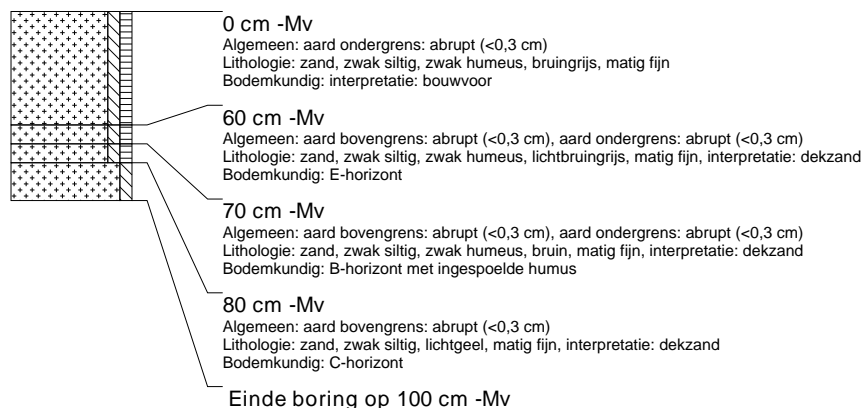 0 cm -Mv
Algemeen: aard ondergrens: abrupt (<0,3 cm)
Lithologie: zand, zwak siltig, zwak humeus, bruingrijs, matig fijn
Bodemkundig: interpretatie: bouwvoor
60 cm -Mv
Algemeen: aard bovengrens: abrupt (<0,3 cm), aard ondergrens: abrupt (<0,3 cm)
Lithologie: zand, zwak siltig, zwak humeus, lichtbruingrijs, matig fijn, interpretatie: dekzand
Bodemkundig: E-horizont
70 cm -Mv
Algemeen: aard bovengrens: abrupt (<0,3 cm), aard ondergrens: abrupt (<0,3 cm)
Lithologie: zand, zwak siltig, zwak humeus, bruin, matig fijn, interpretatie: dekzand
Bodemkundig: B-horizont met ingespoelde humus
80 cm -Mv
Algemeen: aard bovengrens: abrupt (<0,3 cm)
Lithologie: zand, zwak siltig, lichtgeel, matig fijn, interpretatie: dekzand
Bodemkundig: C-horizont
Einde boring op 100 cm -Mv